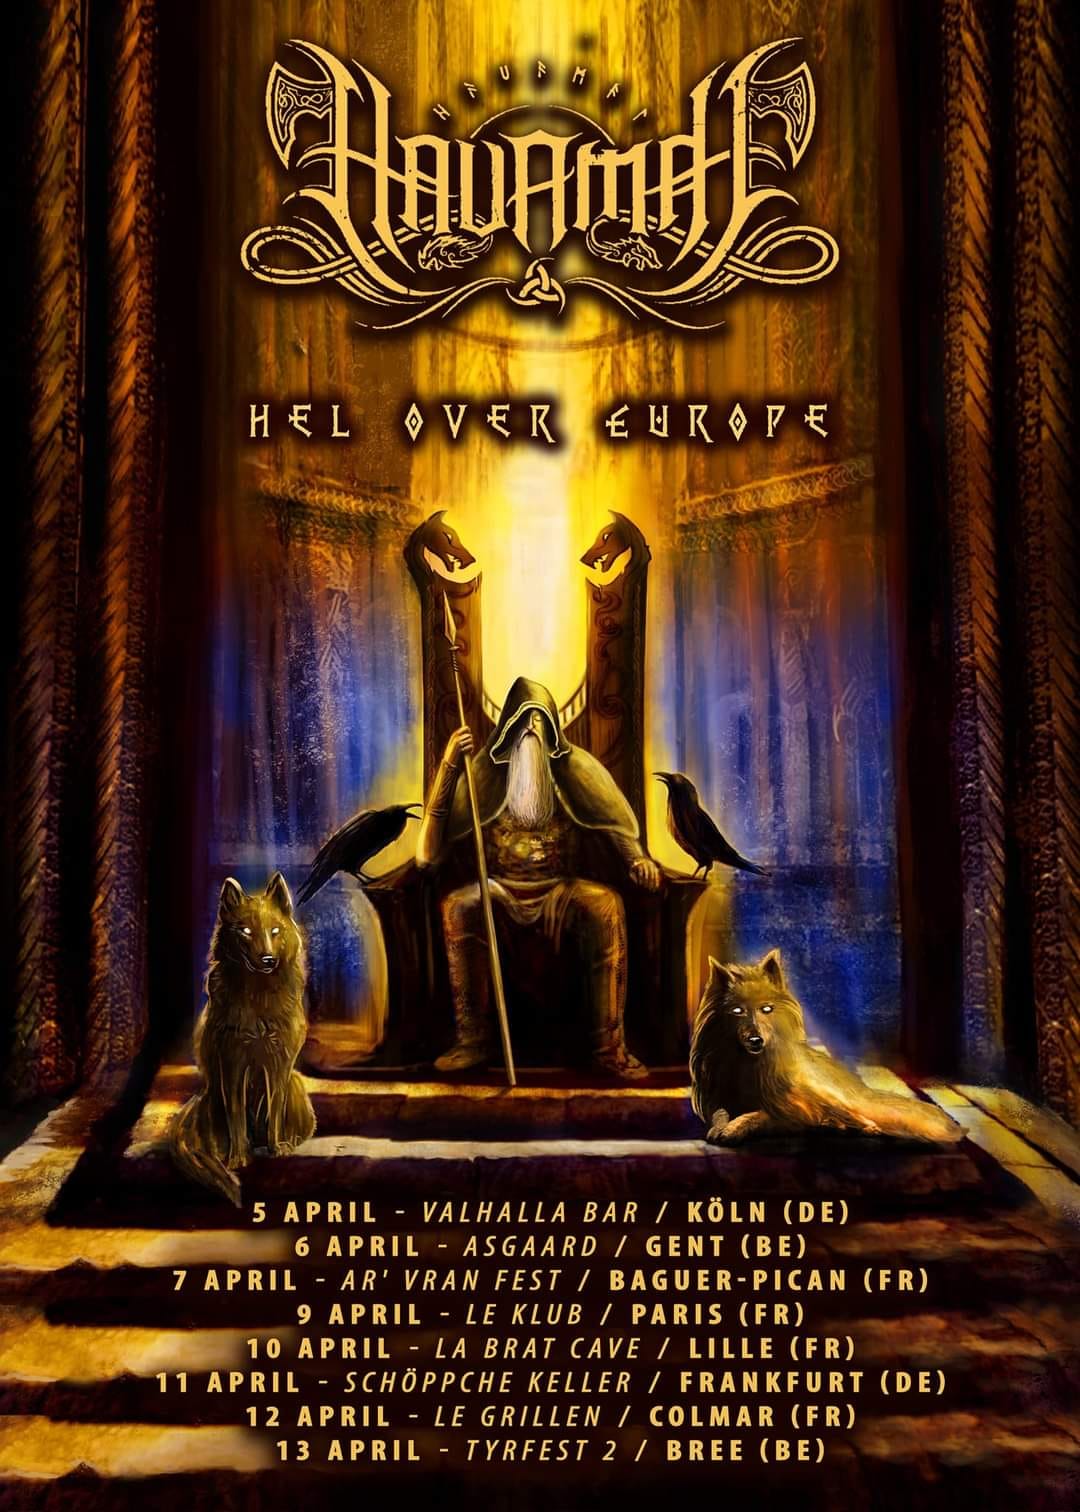 ᚺᚨᚢᚨᛗᚨᛚ
HAVAMAL
HEL OVER EUROPE
5 APRIL - VALHALLA BAR / KÖLN (DE)
6 APRIL - ASGAARD / GENT (BE)
7 APRIL - AR' VRAN FEST / BAGUER-PICAN (FR)
9 APRIL - LE KLUB / PARIS (FR)
10 APRIL - LA BRAT CAVE / LILLE (FR)
11 APRIL - SCHÖPPCHE KELLER / FRANKFURT (DE)
12 APRIL - LE GRILLEN / COLMAR (FR)
13 APRIL - TYRFEST 2 / BREE (BE)